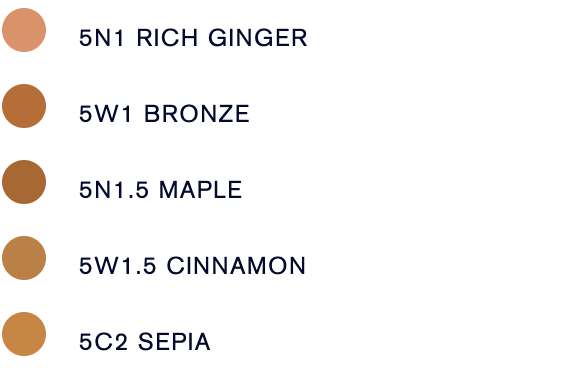 5N1 RICH GINGER
5W1 BRONZE
5N1.5 MAPLE
5W1.5 CINNAMON
5C2 SEPIA